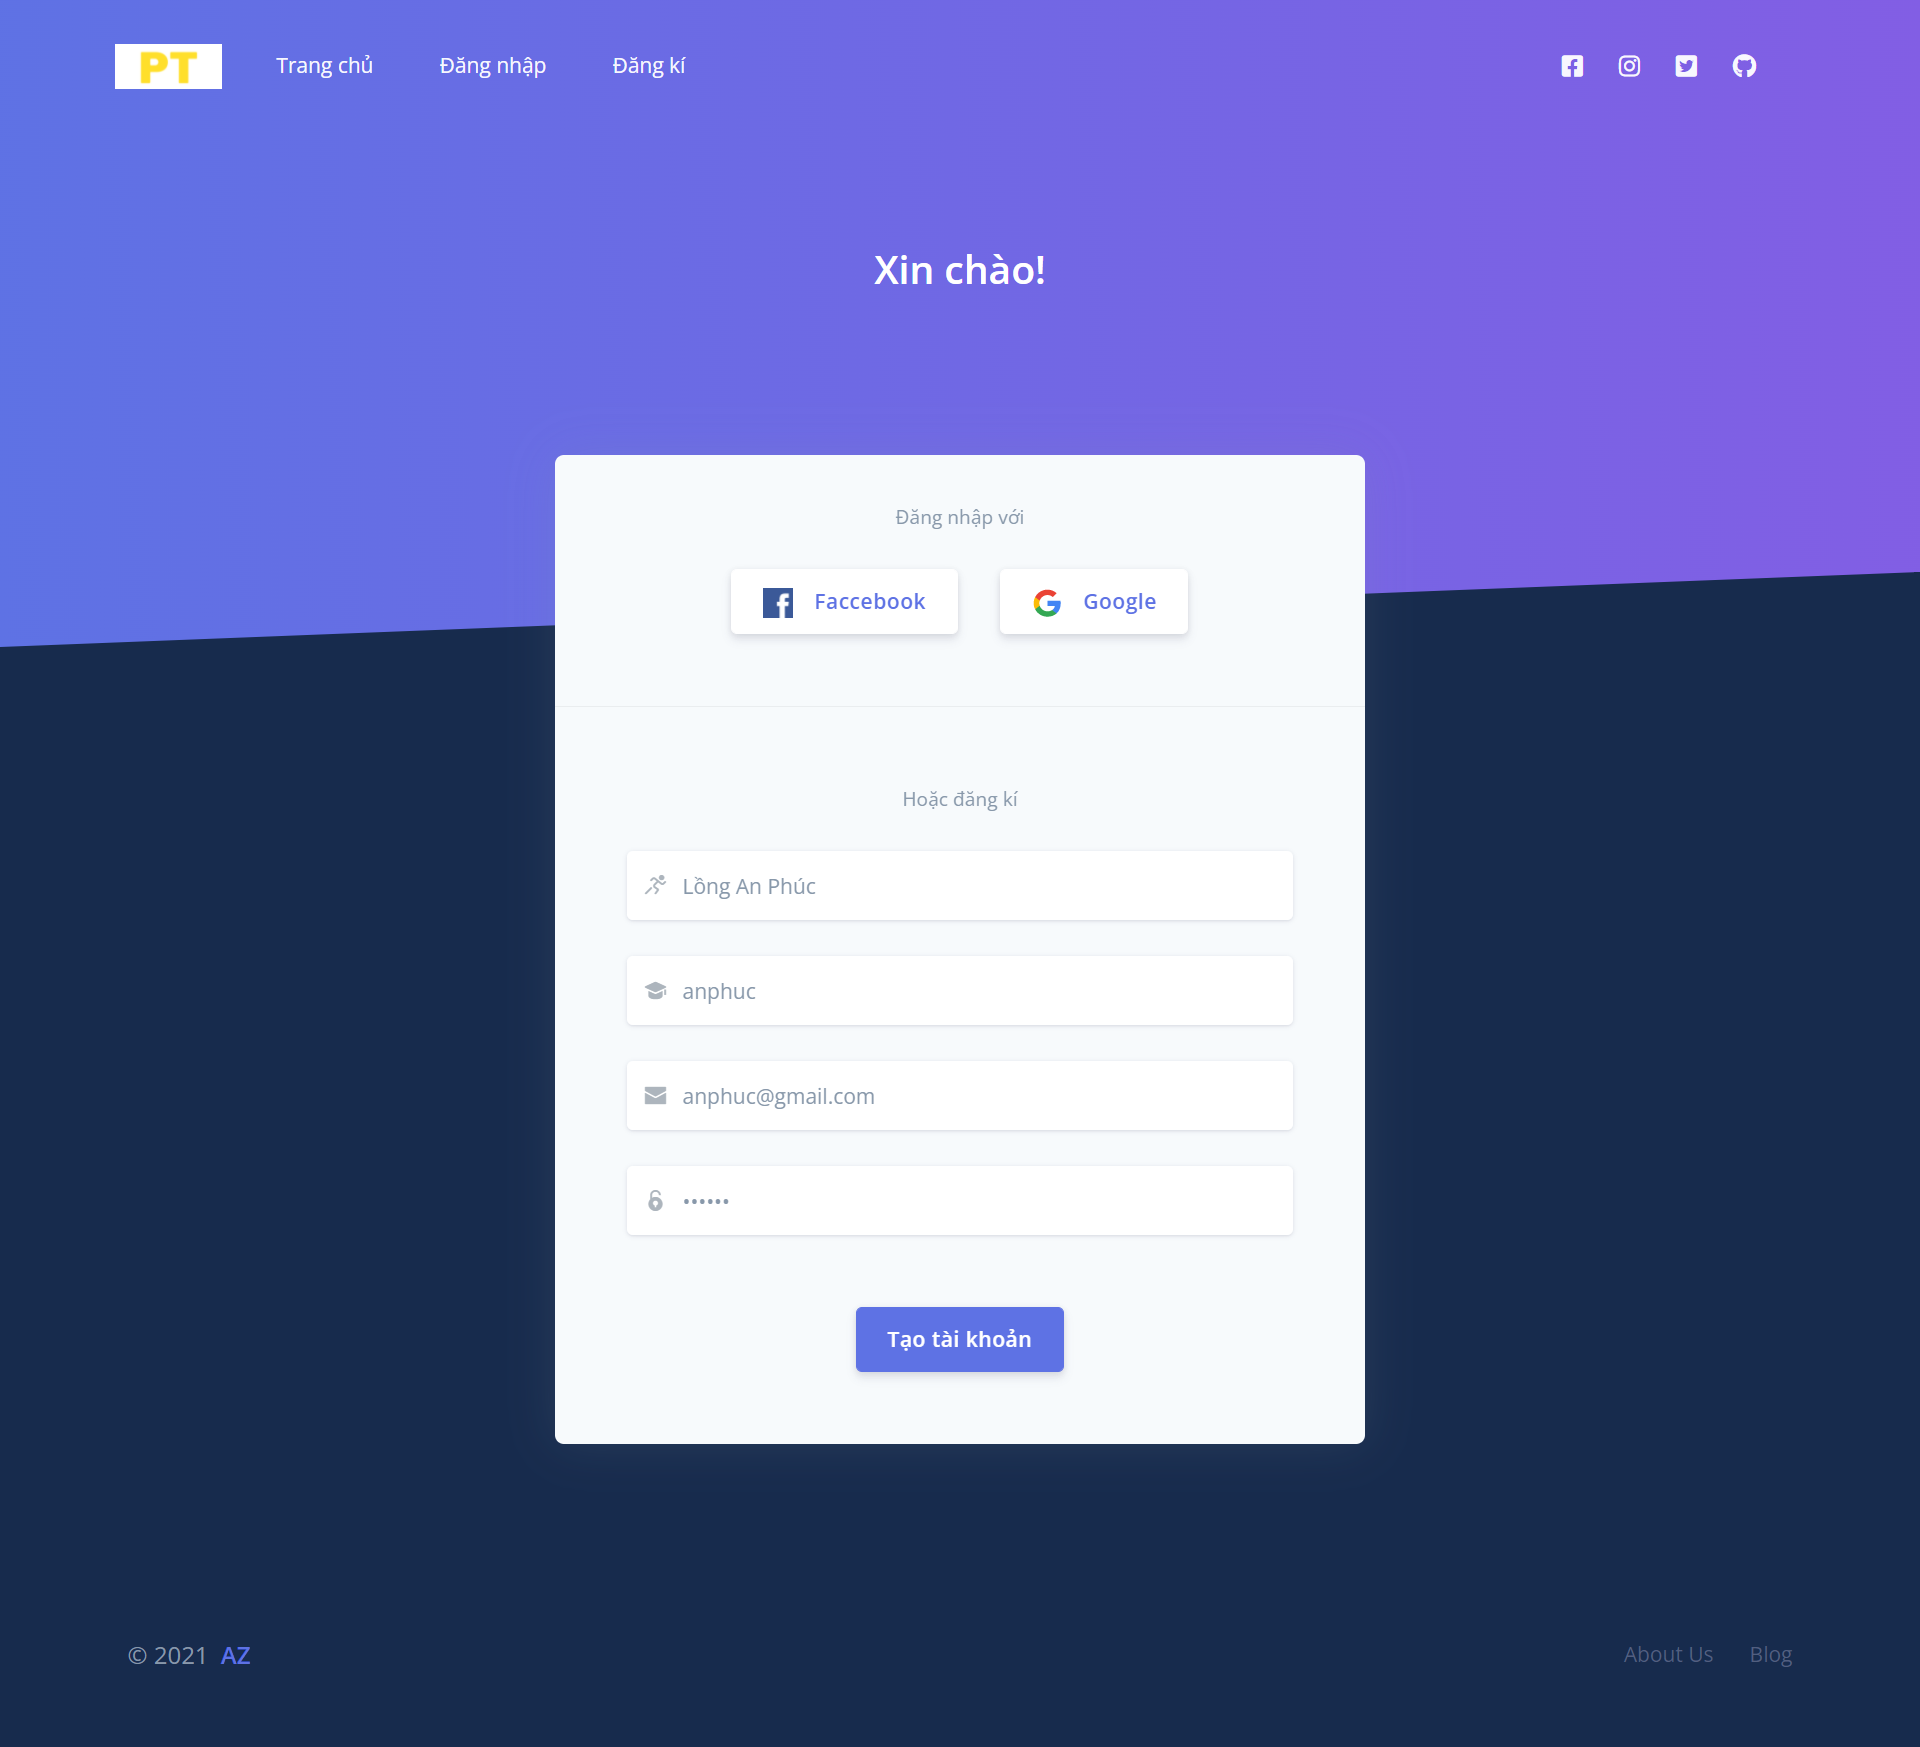 PT Trang chủ Đăng nhập Đăng kí
Xin chào!
Đăng nhập với
Faccebook Google
Hoặc đăng kí
Lồng An Phúc
anphuc
anphuc@gmail.com
••••••
Tạo tài khoản
© 2021 AZ About Us Blog